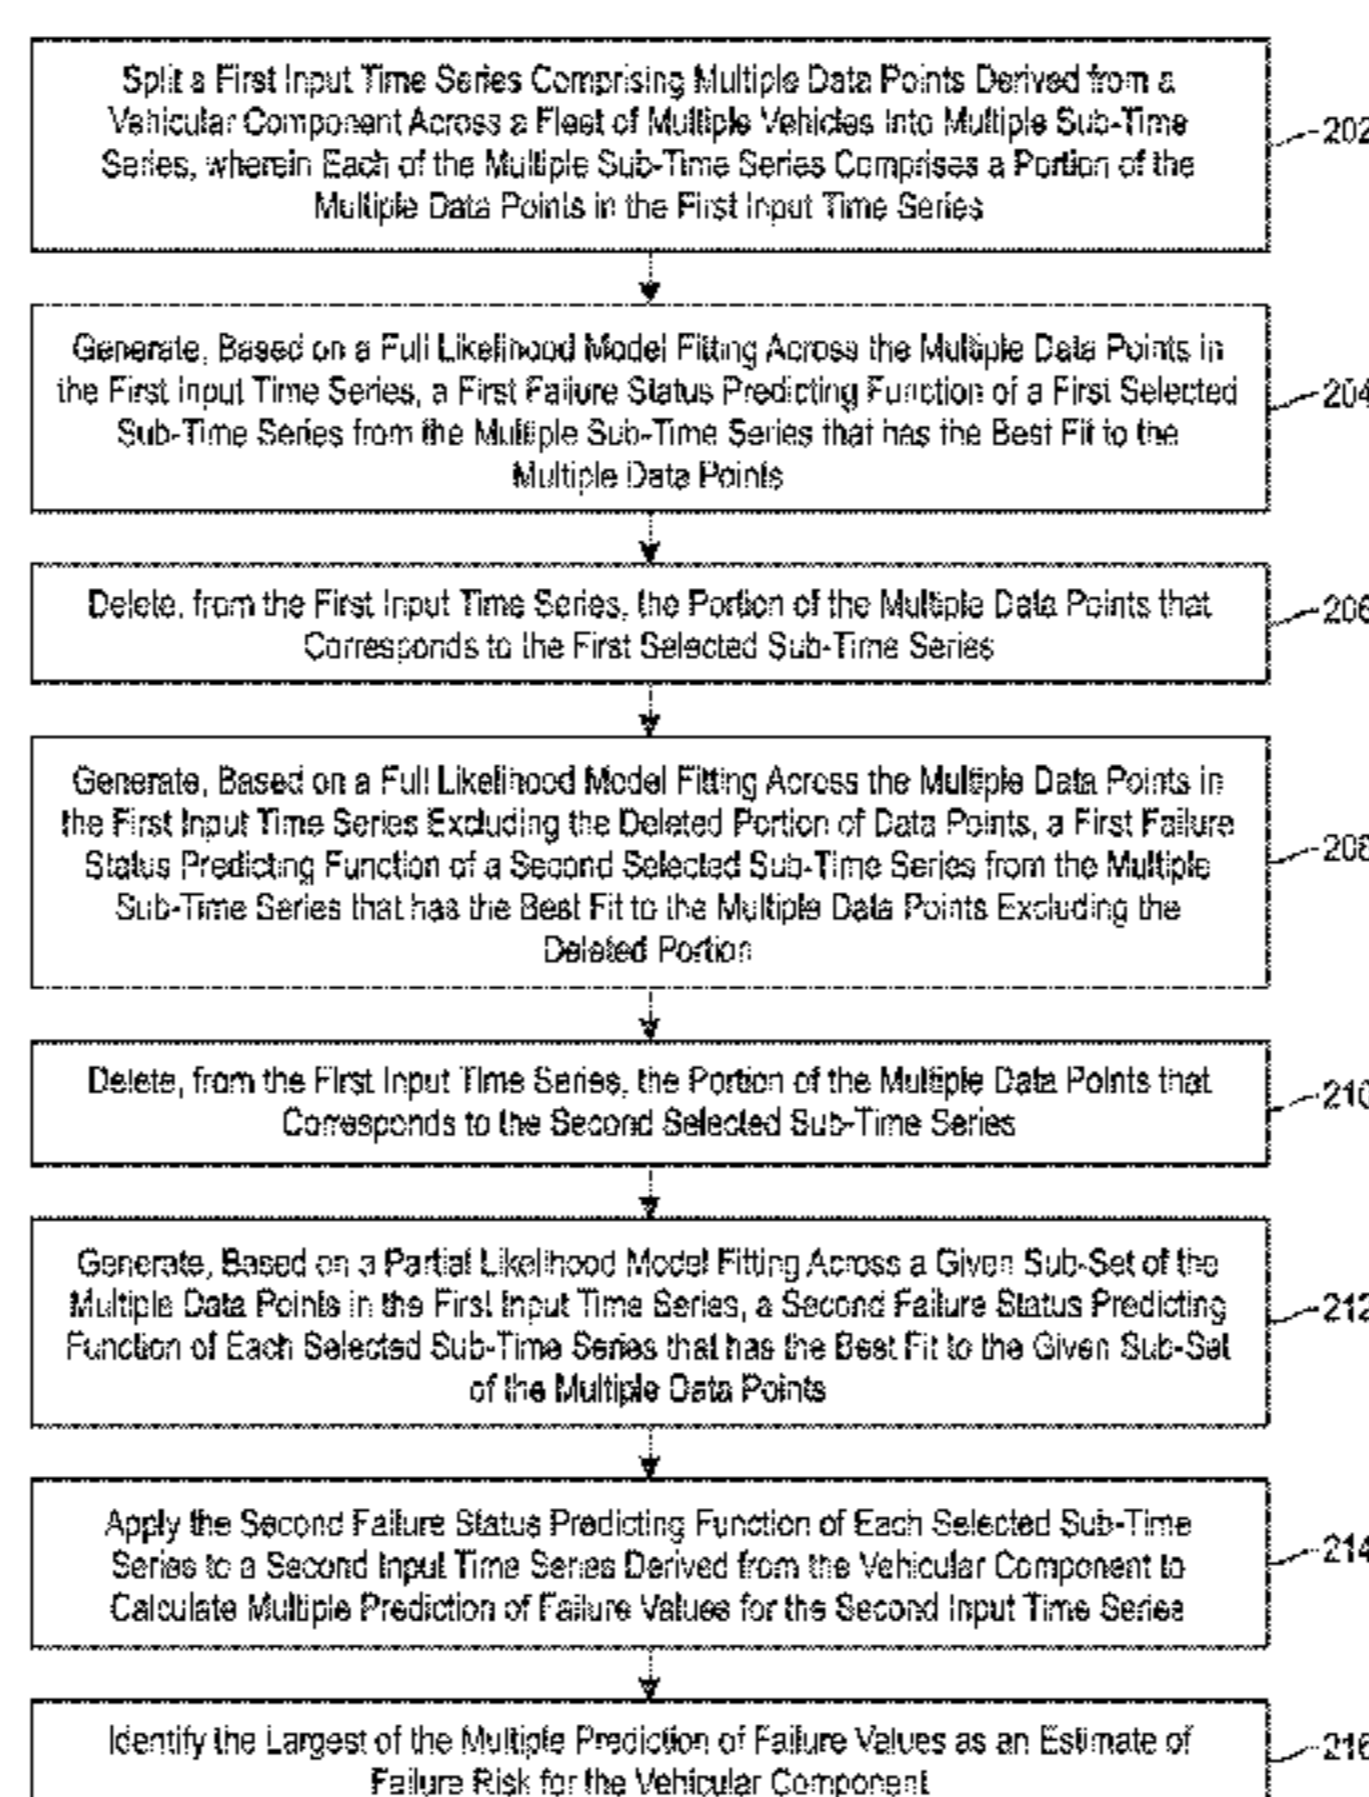 Split a First Input Time Series Comprising Multiple Data Points Derived from a
Vehicular Component Across a Fleet of Multiple Vehicles Into Multiple Sub-Time
Series, wherein Each of the Multiple Sub-Time Series Comprises a Portion of the
Multiple Data Points in the First Input Time Series
202
Generate, Based on a Full Likelihood Model Fitting Across the Multiple Data Points in
the First Input Time Series, a First Failure Status Predicting Function of a First Selected
Sub-Time Series from the Multiple Sub-Time Series that has the Best Fit to the
Multiple Data Points
204
Delete, from the First Input Time Series, the Portion of the Multiple Data Points that
Corresponds to the First Selected Sub-Time Series
206
Generate, Based on a Full Likelihood Model Fitting Across the Multiple Data Points in
the First Input Time Series Excluding the Deleted Portion of Data Points, a First Failure
Status Predicting Function of a Second Selected Sub-Time Series from the Multiple
Sub-Time Series that has the Best Fit to the Multiple Data Points Excluding the
Deleted Portion
208
Delete, from the First Input Time Series, the Portion of the Multiple Data Points that
Corresponds to the Second Selected Sub-Time Series
210
Generate, Based on a Partial Likelihood Model Fitting Across a Given Sub-Set of the
Multiple Data Points in the First Input Time Series, a Second Failure Status Predicting
Function of Each Selected Sub-Time Series that has the Best Fit to the Given Sub-Set
of the Multiple Data Points
212
Apply the Second Failure Status Predicting Function of Each Selected Sub-Time
Series to a Second Input Time Series Derived from the Vehicular Component to
Calculate Multiple Prediction of Failure Values for the Second Input Time Series
214
Identify the Largest of the Multiple Prediction of Failure Values as an Estimate of
Failure Risk for the Vehicular Component
216